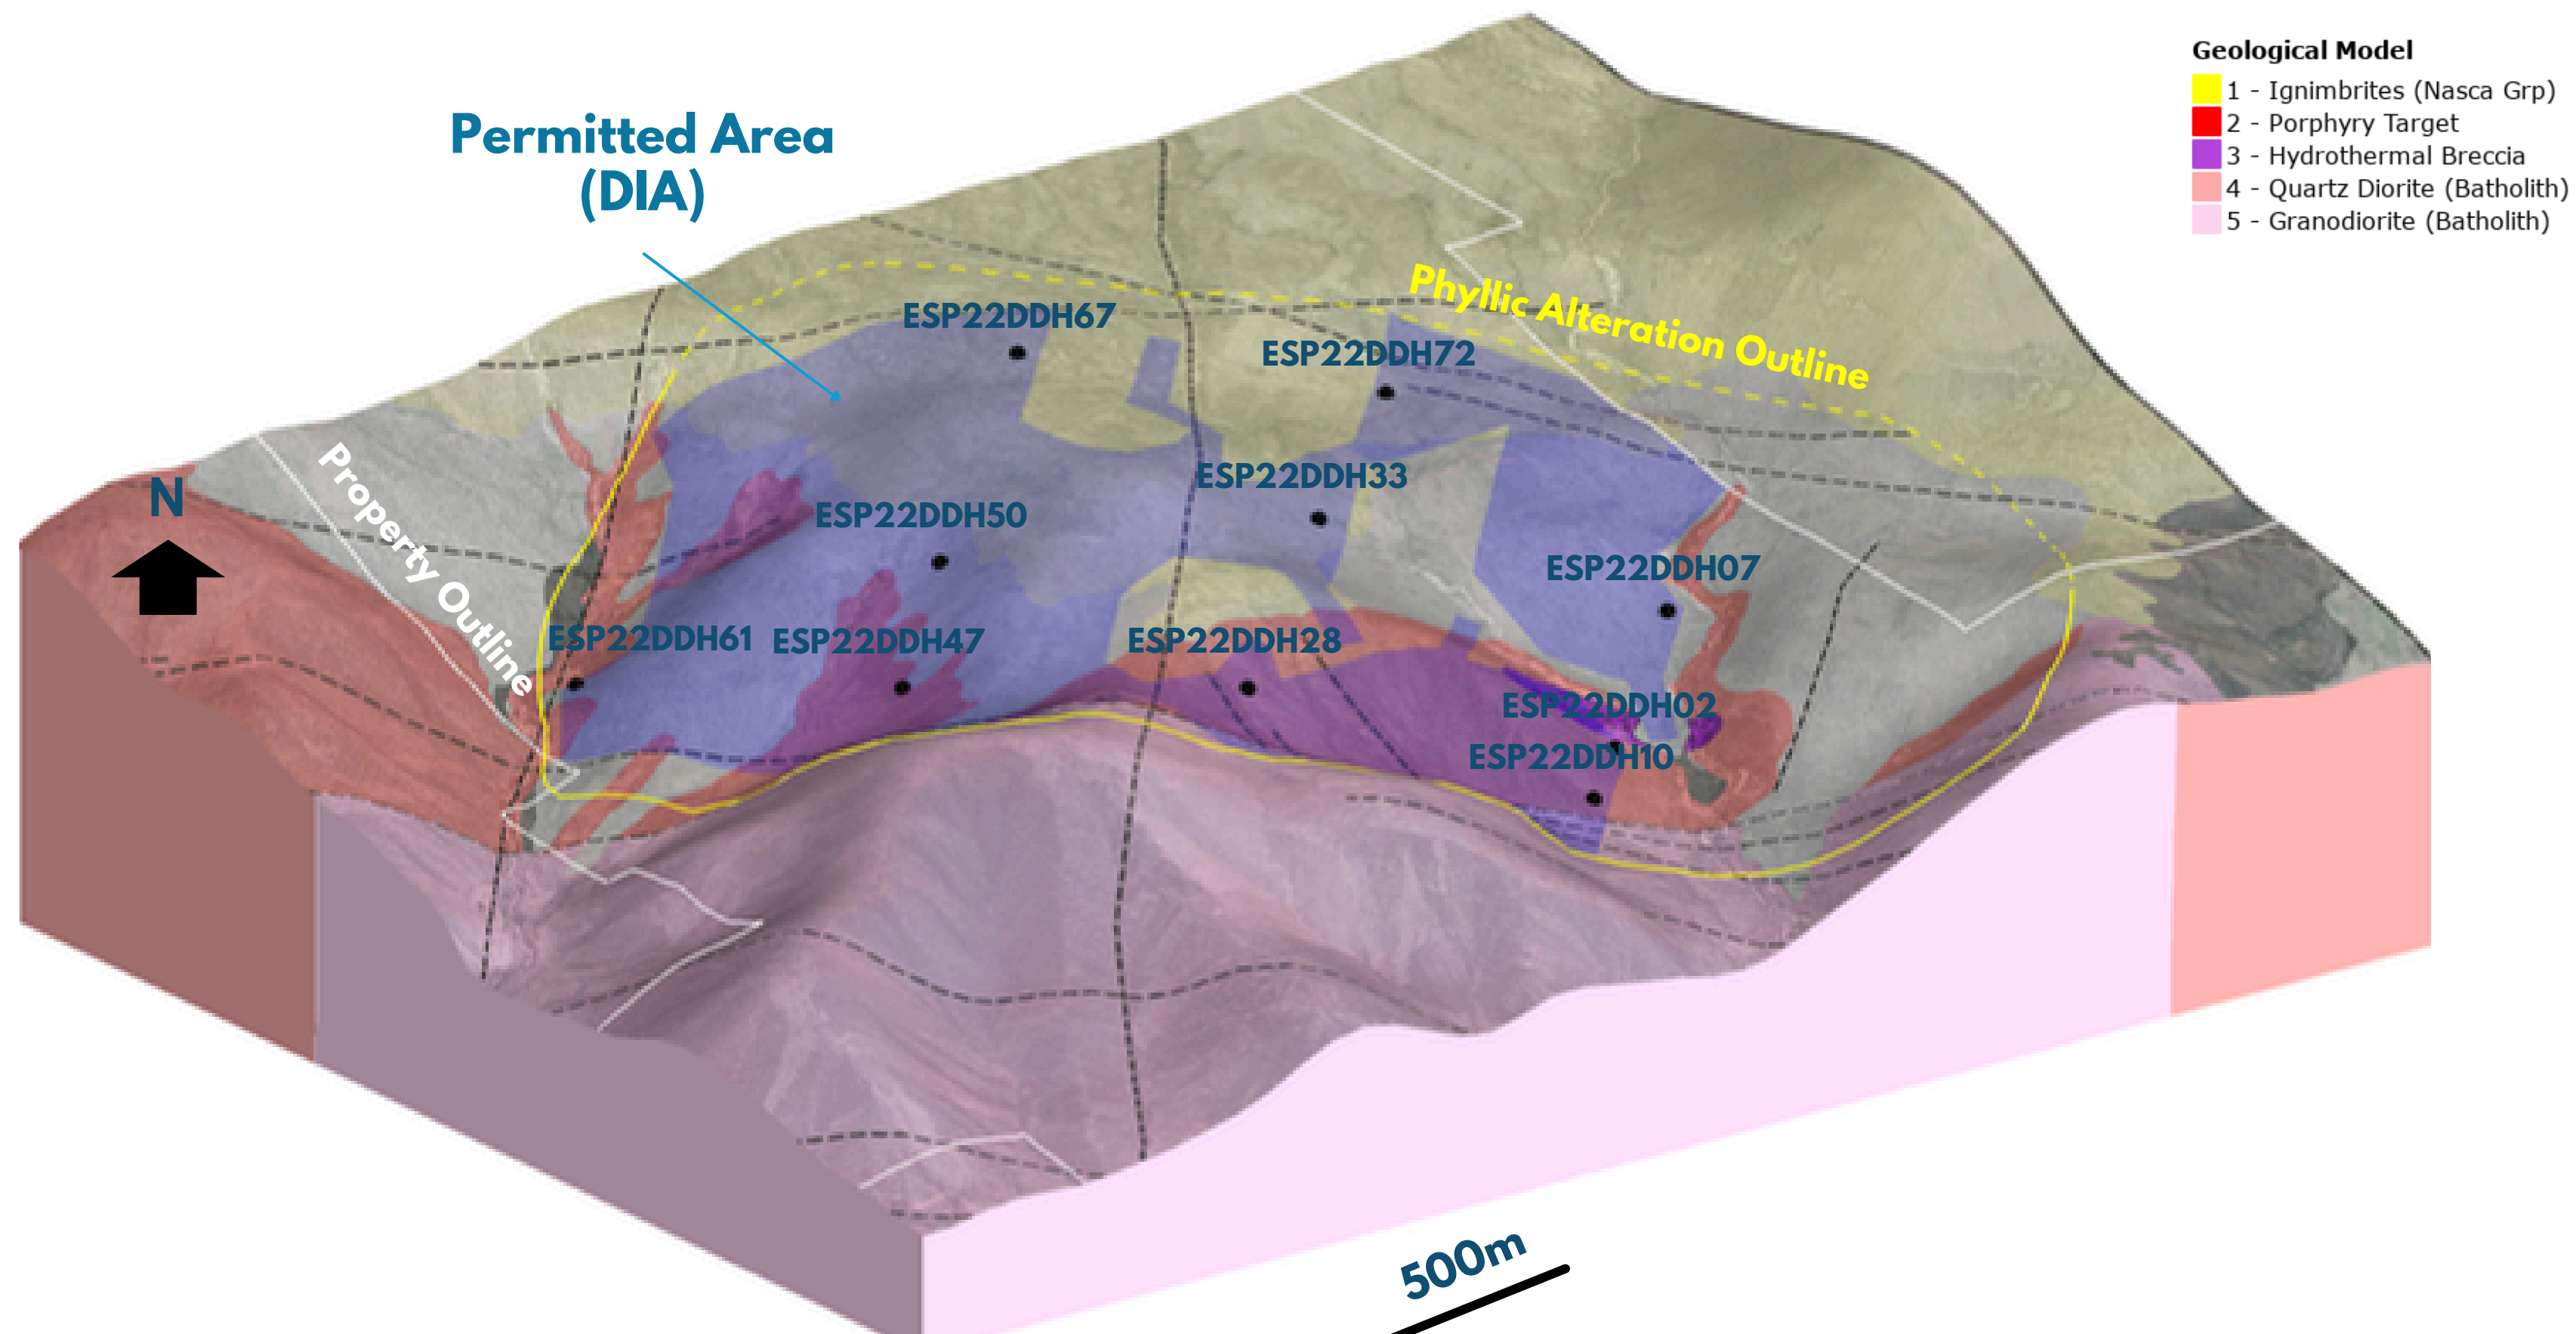 Geological Model
1 - Ignimbrites (Nasca Grp)
2 - Porphyry Target
3 - Hydrothermal Breccia
4 - Quartz Diorite (Batholith)
5 - Granodiorite (Batholith)
Permitted Area
(DIA)
Phyllic Alteration Outline
ESP22DDH67
ESP22DDH72
Property Outline
N
ESP22DDH33
ESP22DDH50
ESP22DDH07
ESP22DDH61
ESP22DDH47
ESP22DDH28
ESP22DDH02
ESP22DDH10
500m